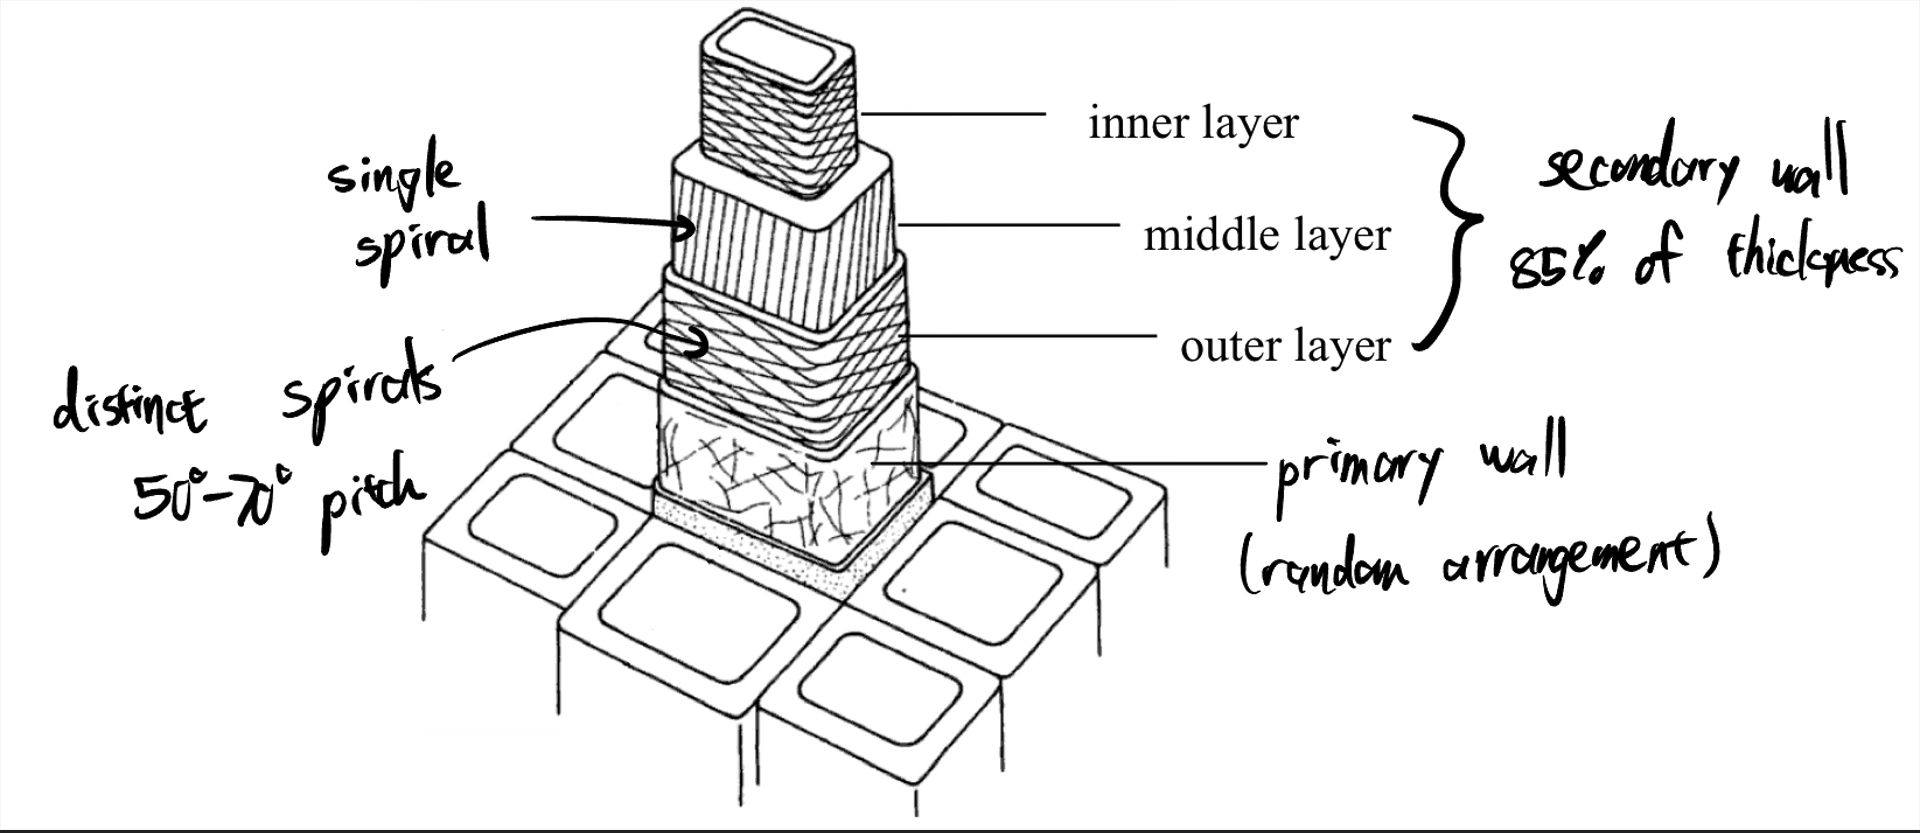 inner layer
middle layer
outer layer
secondary wall
85% of thickness
single
spiral
distinct spirals
50°-70° pitch
primary wall
(random arrangement)